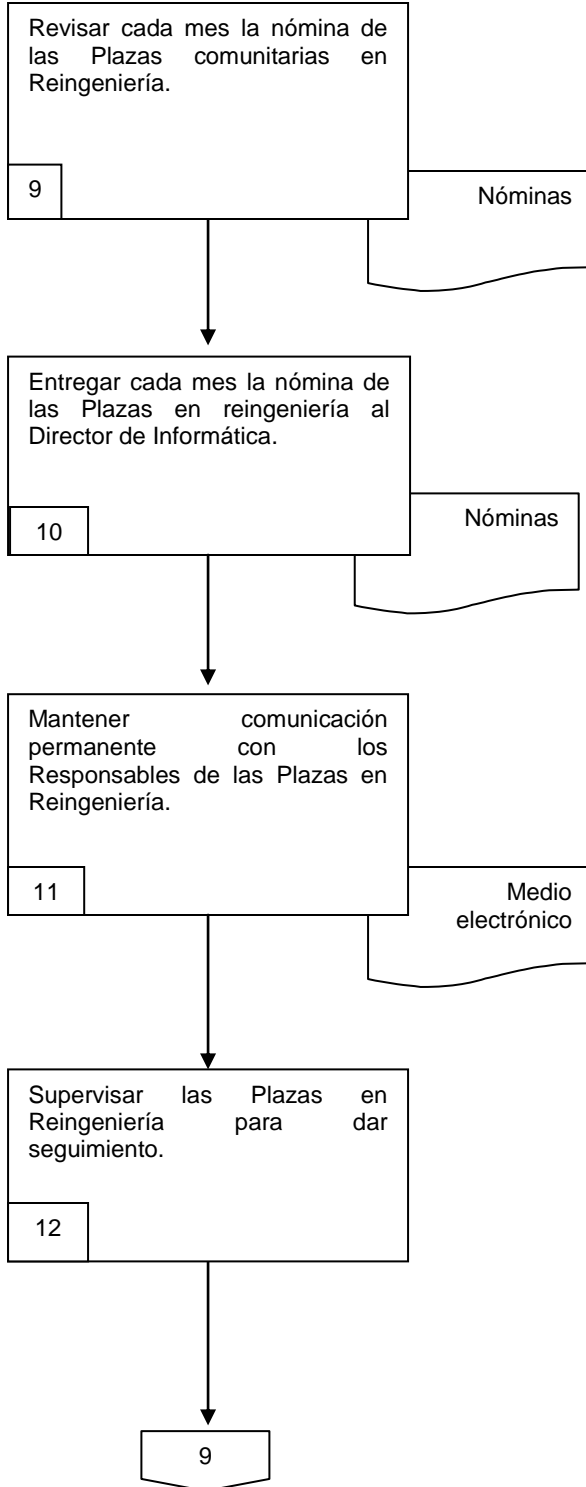 Revisar cada mes la nómina de
las Plazas comunitarias en
Reingeniería.
9
Nóminas
Entregar cada mes la nómina de
las Plazas en reingeniería al
Director de Informática.
10
Nóminas
Mantener comunicación
permanente con los
Responsables de las Plazas en
Reingeniería.
11
Medio
electrónico
Supervisar las Plazas en
Reingeniería para dar
seguimiento.
12
9